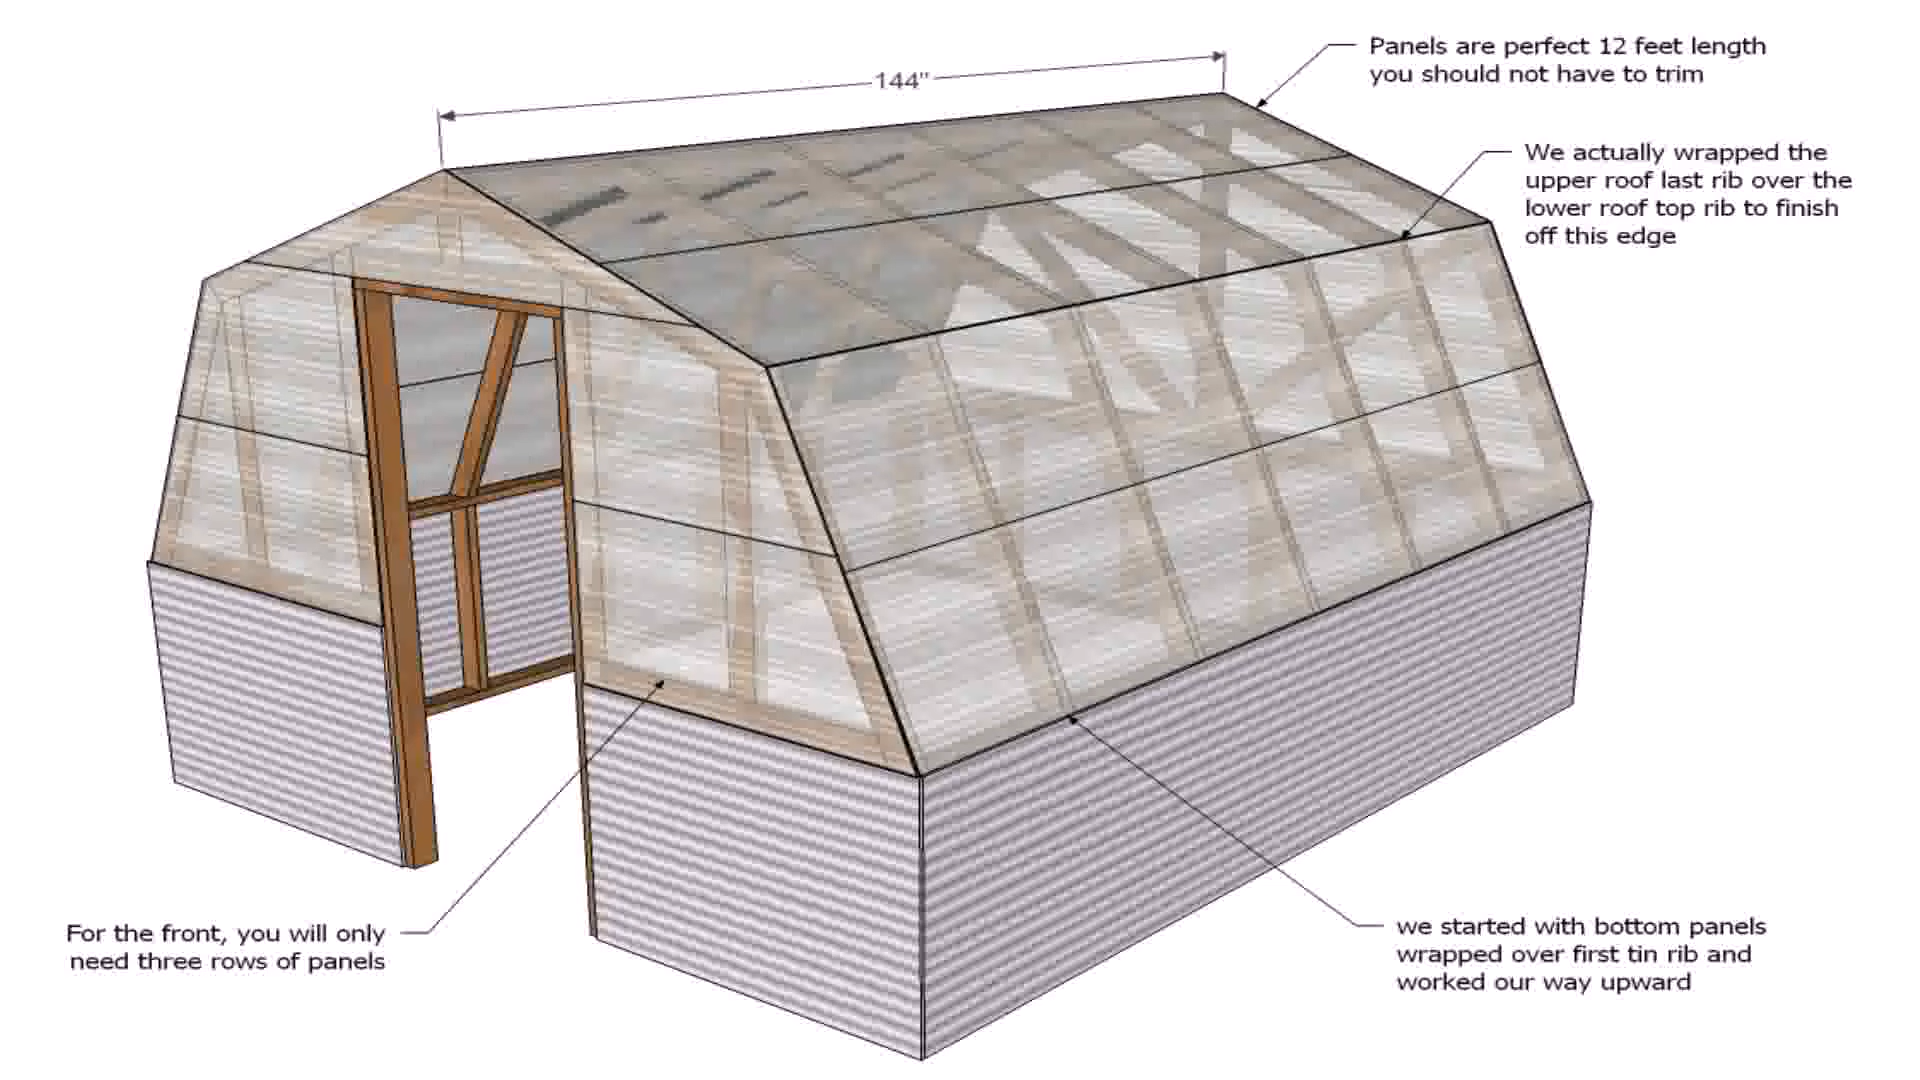 144"
Panels are perfect 12 feet length
you should not have to trim
We actually wrapped the
upper roof last rib over the
lower roof top rib to finish
off this edge
For the front, you will only
need three rows of panels
we started with bottom panels
wrapped over first tin rib and
worked our way upward